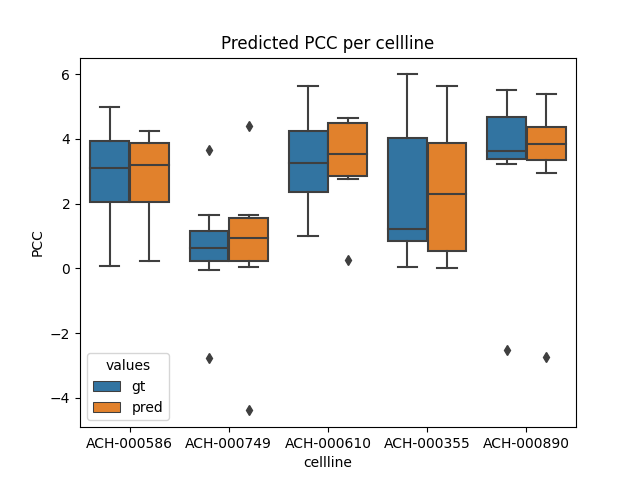 Predicted PCC per cellline
PCC
6
4
2
0
−2
−4
values
gt
pred
ACH-000586 ACH-000749 ACH-000610 ACH-000355 ACH-000890
cellline